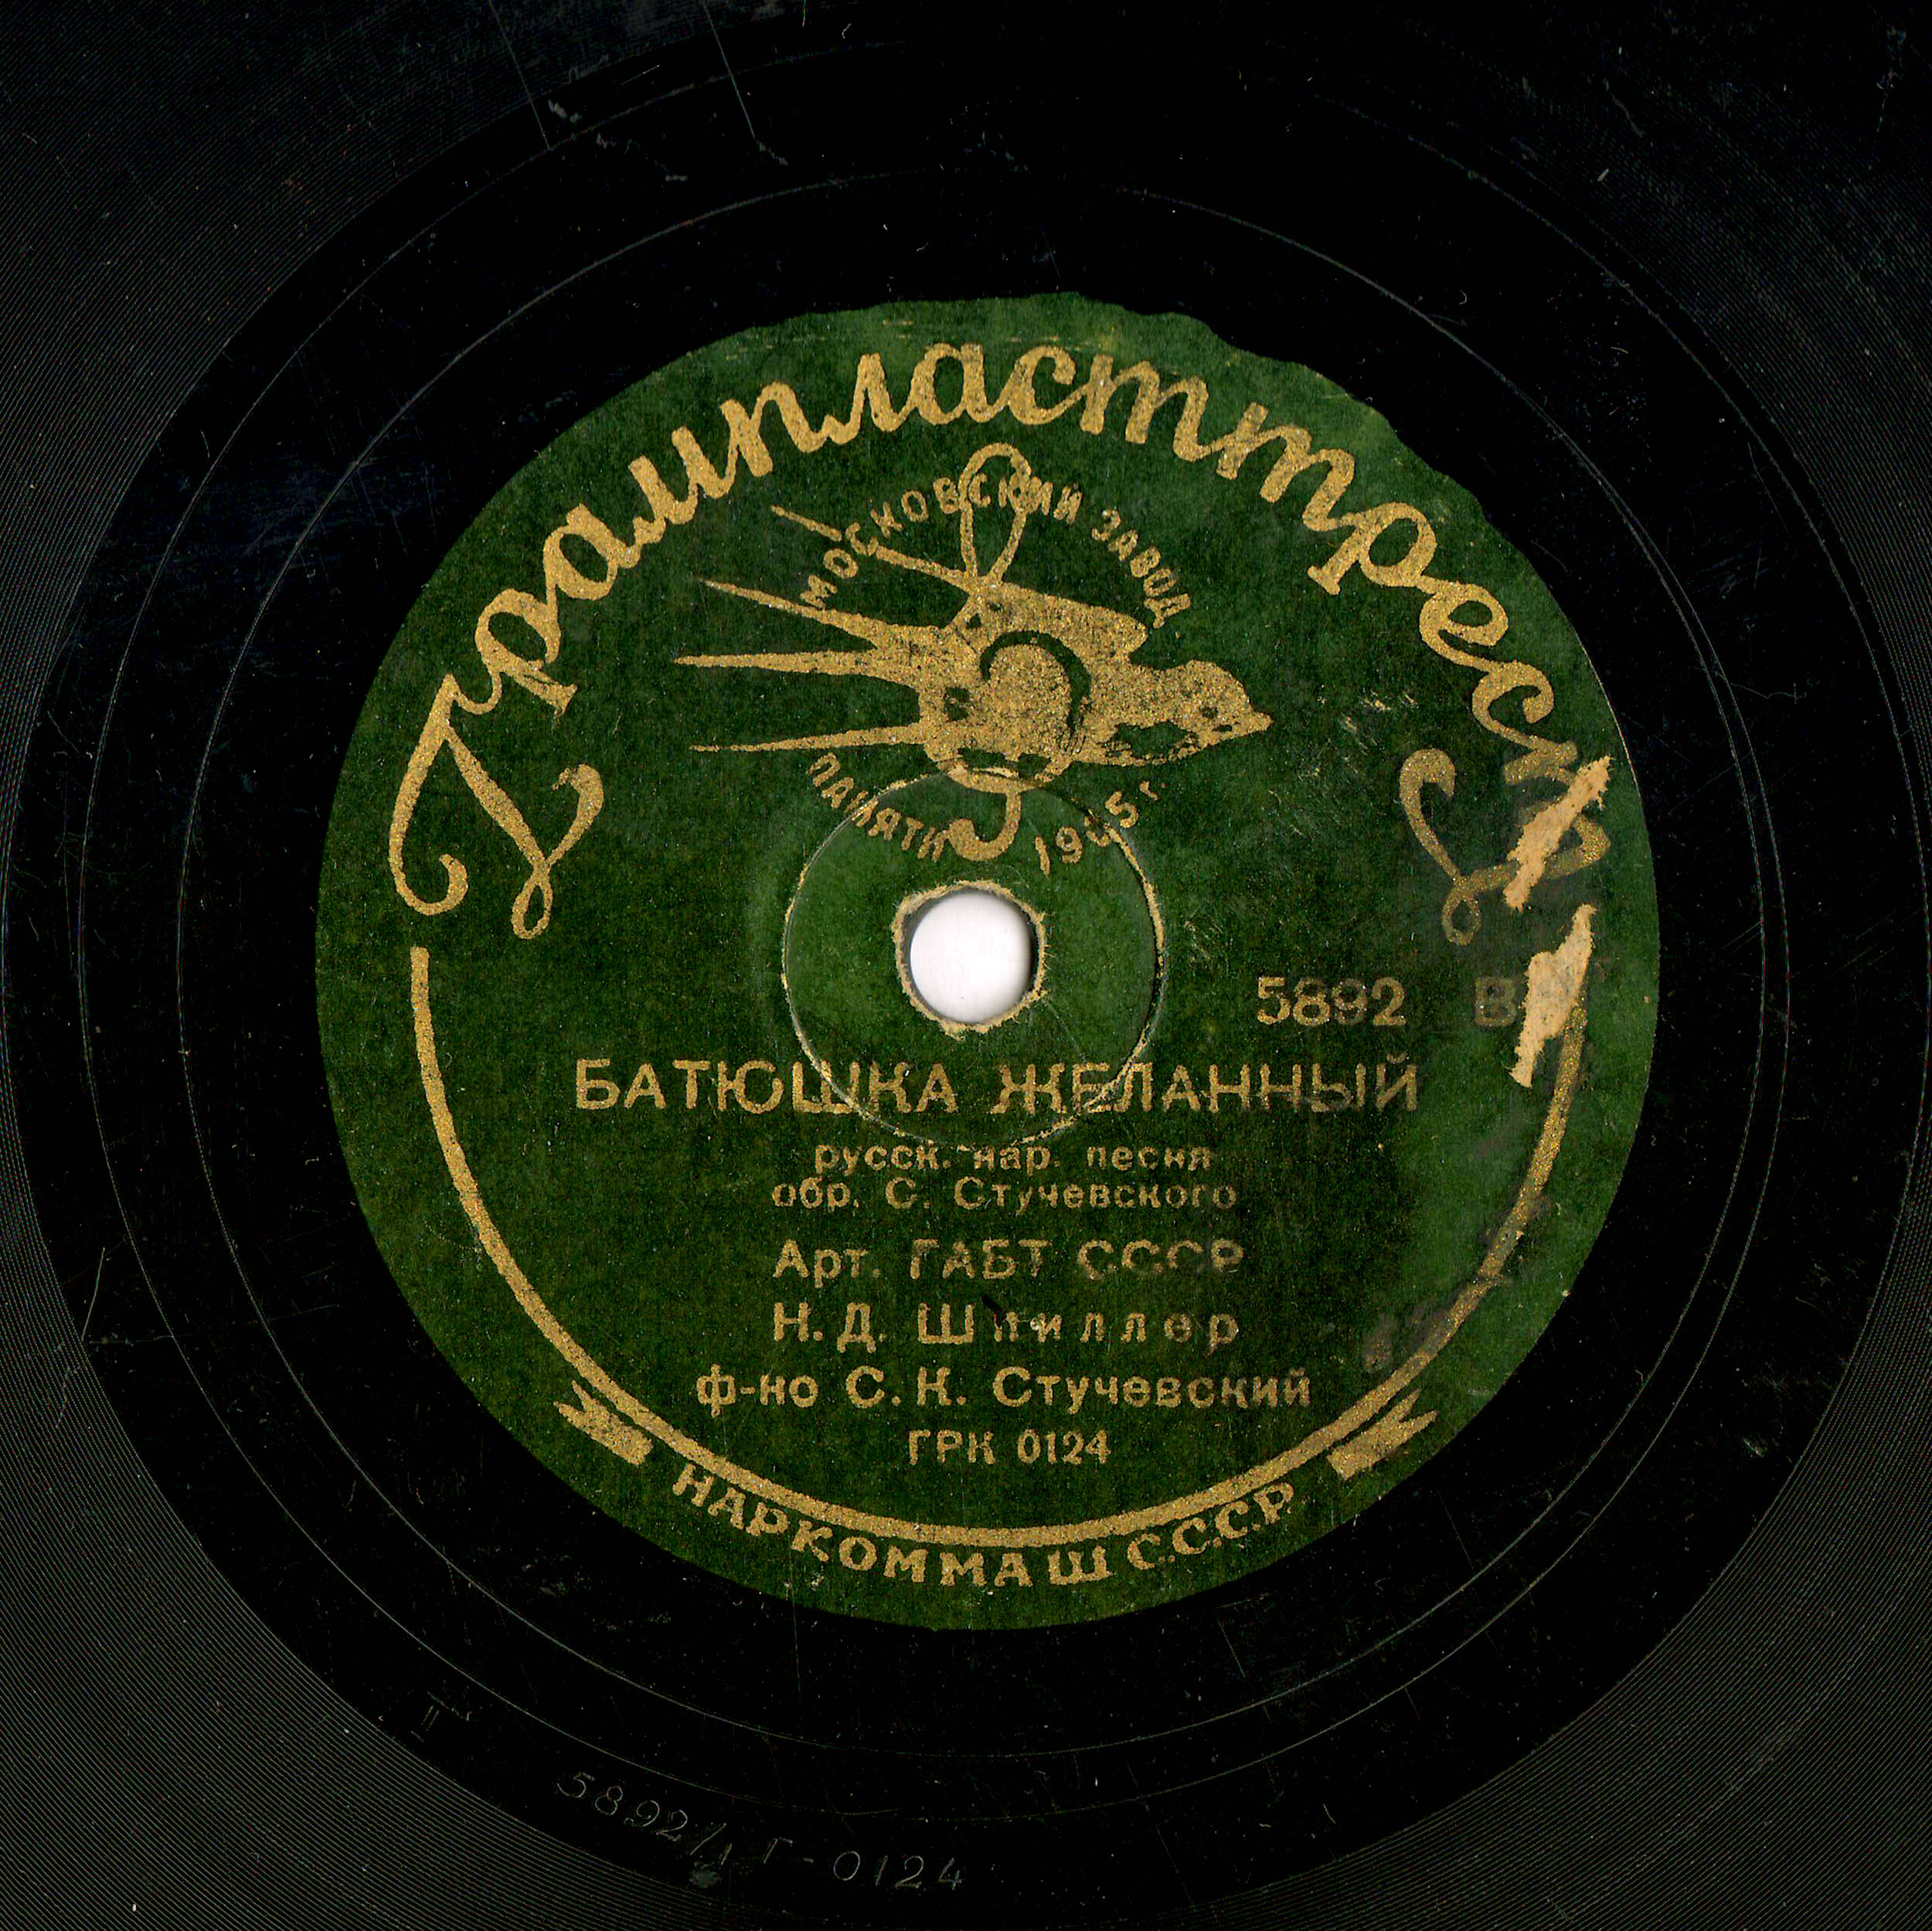 Грампласттрест
МОСКОВСКИЙ ЗАВОД
ПАМЯТИ 1905 г.
5892 В
БАТЮШКА ЖЕЛАННЫЙ
русск. нар. песня
обр. С. Стучевского
Арт. ГАБТ СССР
Н. Д. Шпиллер
ф-но С. К. Стучевский
ГРК 0124
НАРКОММАШ С.С.С.Р.
II
5892/1 Г-0124